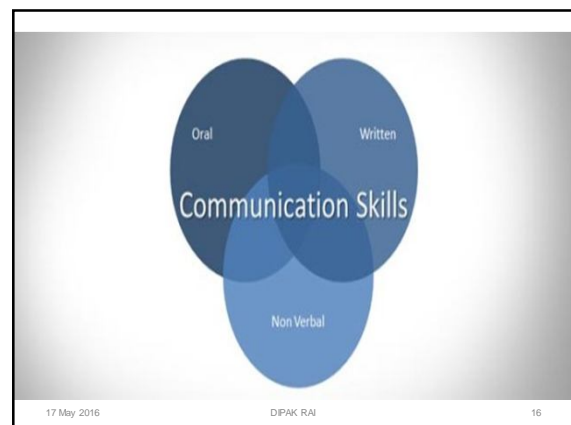 Oral Written
Communication Skills
Non Verbal
17 May 2016 DIPAK RAI 16